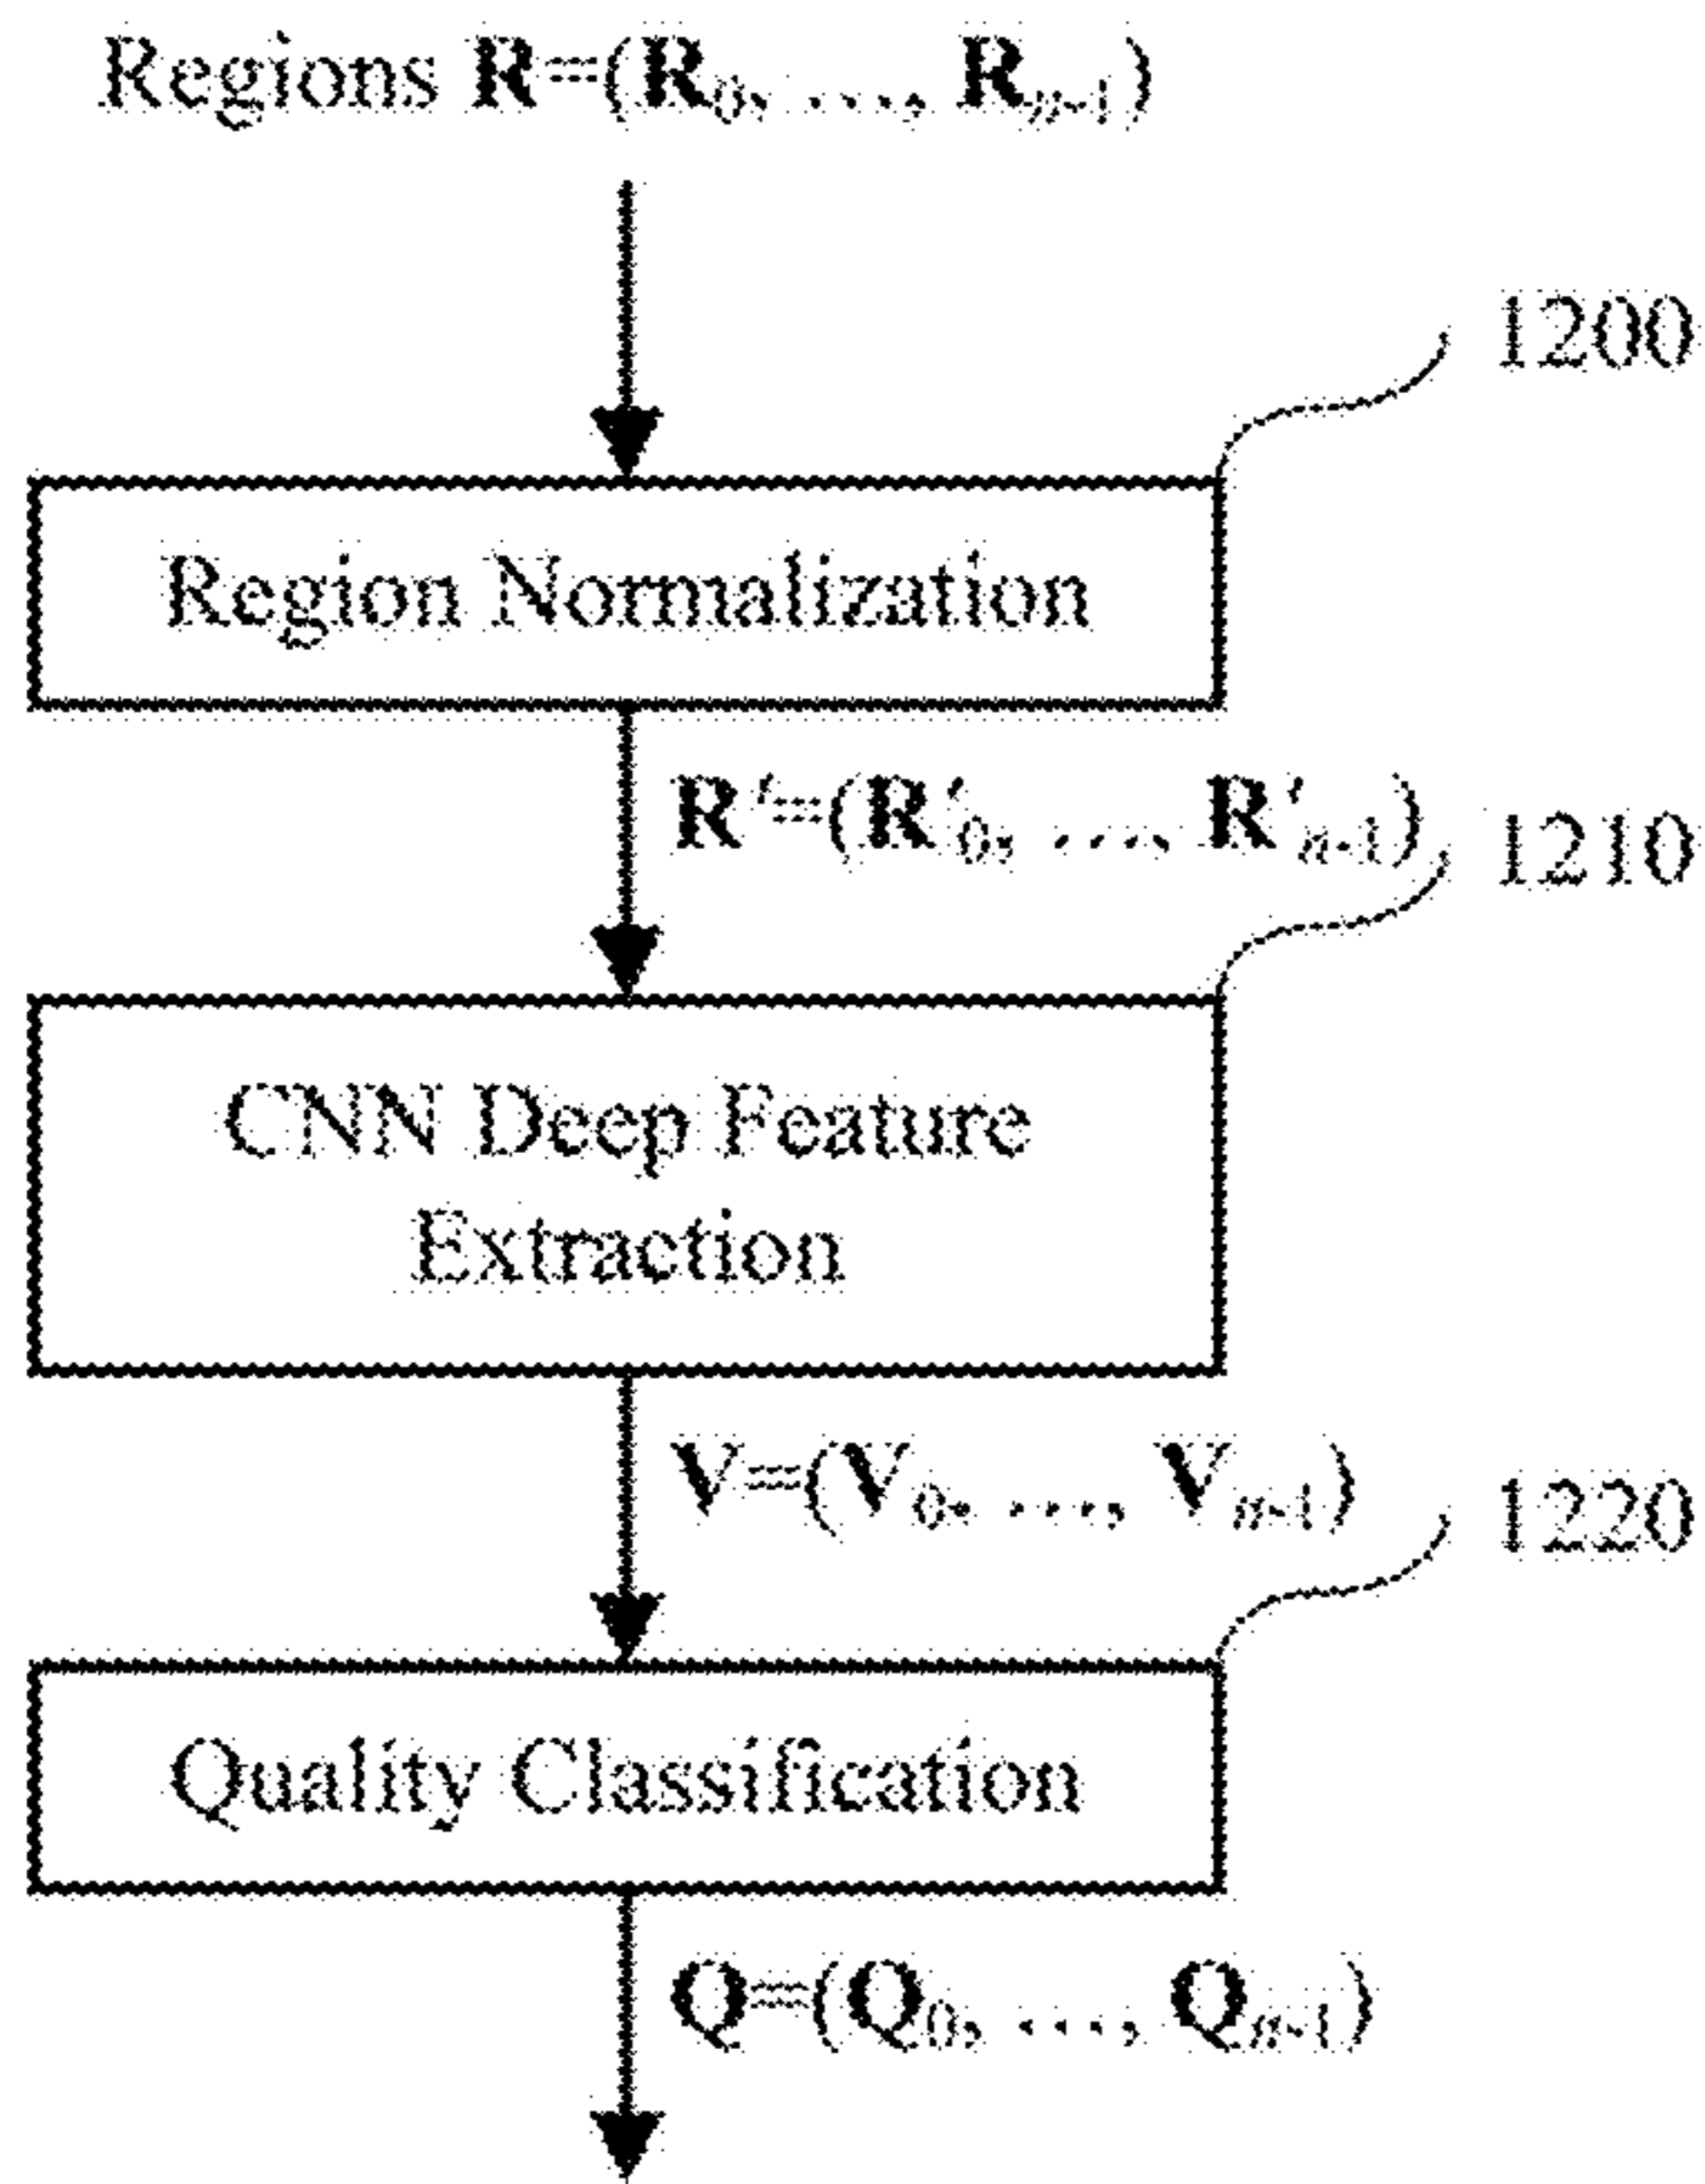 Regions R=(R₀, ..., Rₙ₋₁)
1200
Region Normalization
R'=(R'₀, ..., R'ₙ₋₁)
1210
CNN Deep Feature
Extraction
V=(V₀, ..., Vₙ₋₁)
1220
Quality Classification
Q=(Q₀, ..., Qₙ₋₁)